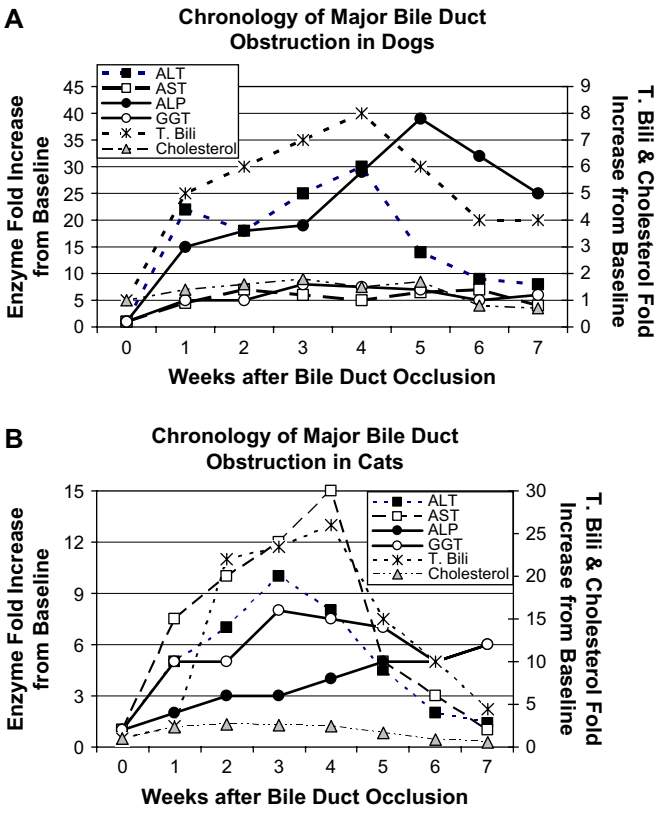 A
Chronology of Major Bile Duct
Obstruction in Dogs
ALT
AST
ALP
GGT
T. Bili
Cholesterol
Enzyme Fold Increase
from Baseline
45
40
35
30
25
20
15
10
5
0
9
8
7
6
5
4
3
2
1
0
T. Bili & Cholesterol Fold
Increase from Baseline
0 1 2 3 4 5 6 7
Weeks after Bile Duct Occlusion
B
Chronology of Major Bile Duct
Obstruction in Cats
ALT
AST
ALP
GGT
T. Bili
Cholesterol
Enzyme Fold Increase
from Baseline
15
12
9
6
3
0
30
25
20
15
10
5
0
T. Bili & Cholesterol Fold
Increase from Baseline
0 1 2 3 4 5 6 7
Weeks after Bile Duct Occlusion